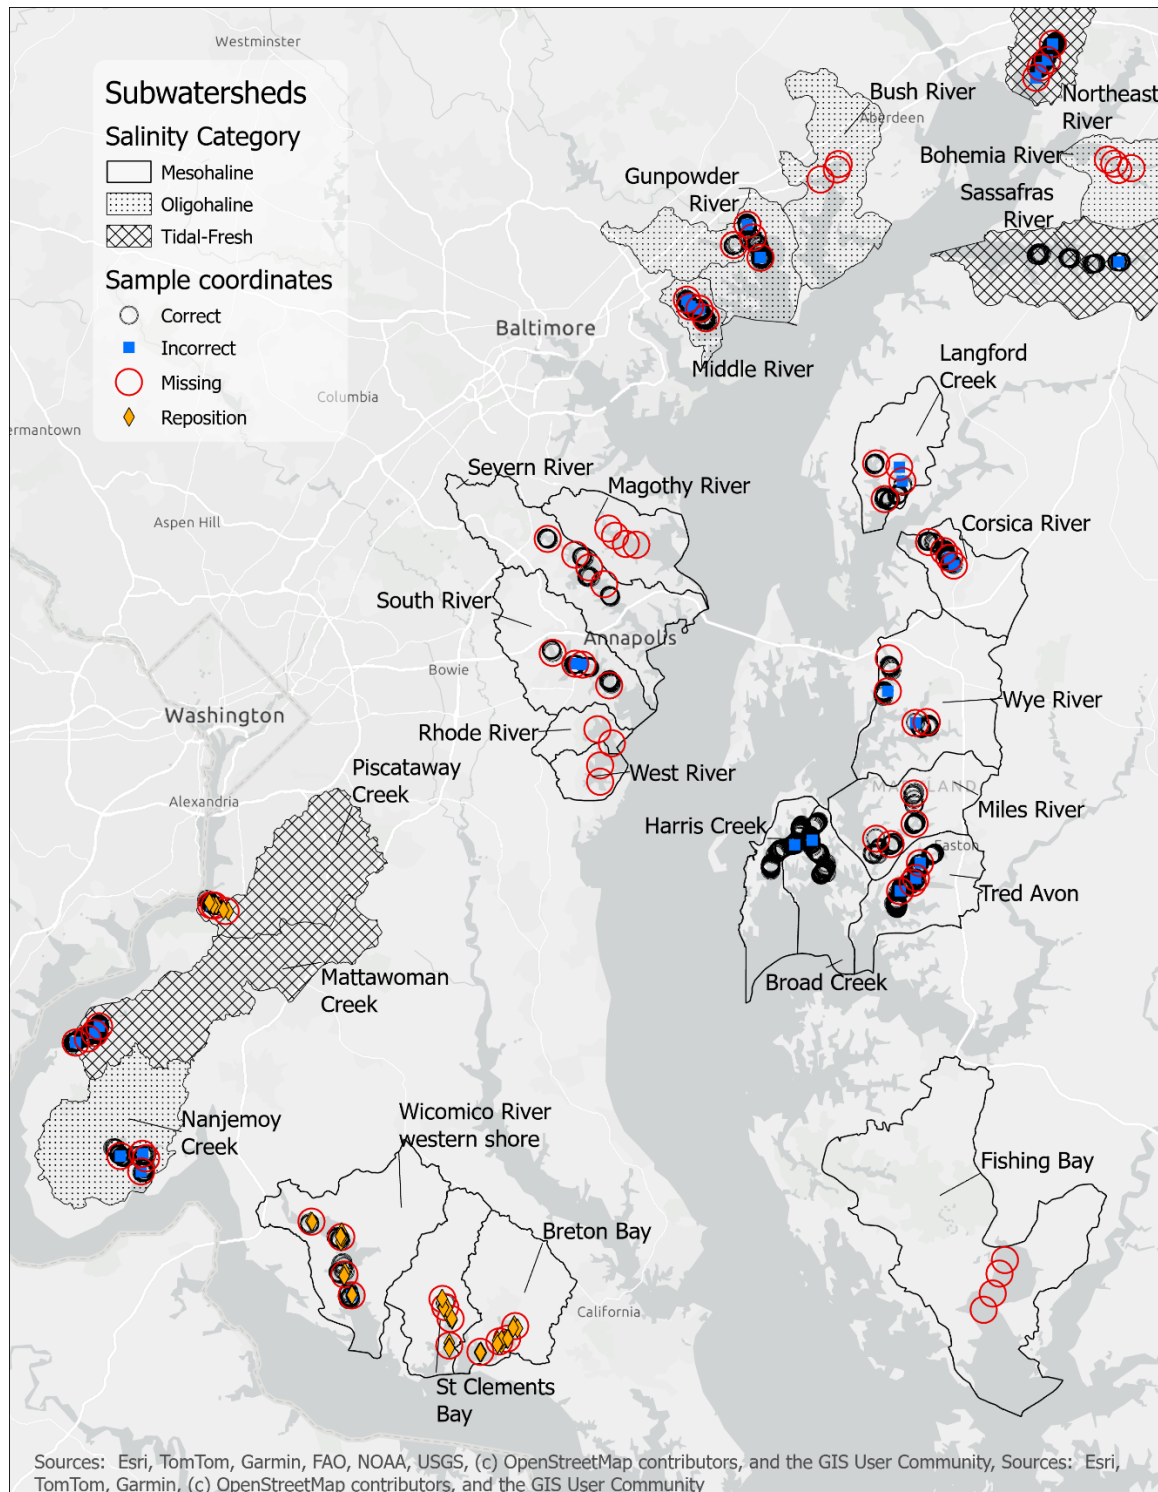 Westminster
Subwatersheds
Salinity Category
Mesohaline
Oligohaline
Tidal-Fresh
Sample coordinates
Correct
Incorrect
Missing
Reposition
Bush River
Aberdeen
Northeast
River
Bohemia River
Gunpowder
River
Sassafras
River
Baltimore
Middle River
Langford
Creek
Columbia
ermantown
Severn River
Magothy River
Aspen Hill
Corsica River
South River
Annapolis
Bowie
Washington
Wye River
Rhode River
West River
Piscataway
Creek
Alexandria
MARYLAND
Miles River
Harris Creek
Easton
Tred Avon
Mattawoman
Creek
Broad Creek
Nanjemoy
Creek
Wicomico River
western shore
Fishing Bay
Breton Bay
California
St Clements
Bay
Sources: Esri, TomTom, Garmin, FAO, NOAA, USGS, (c) OpenStreetMap contributors, and the GIS User Community, Sources: Esri,
TomTom, Garmin, (c) OpenStreetMap contributors, and the GIS User Community